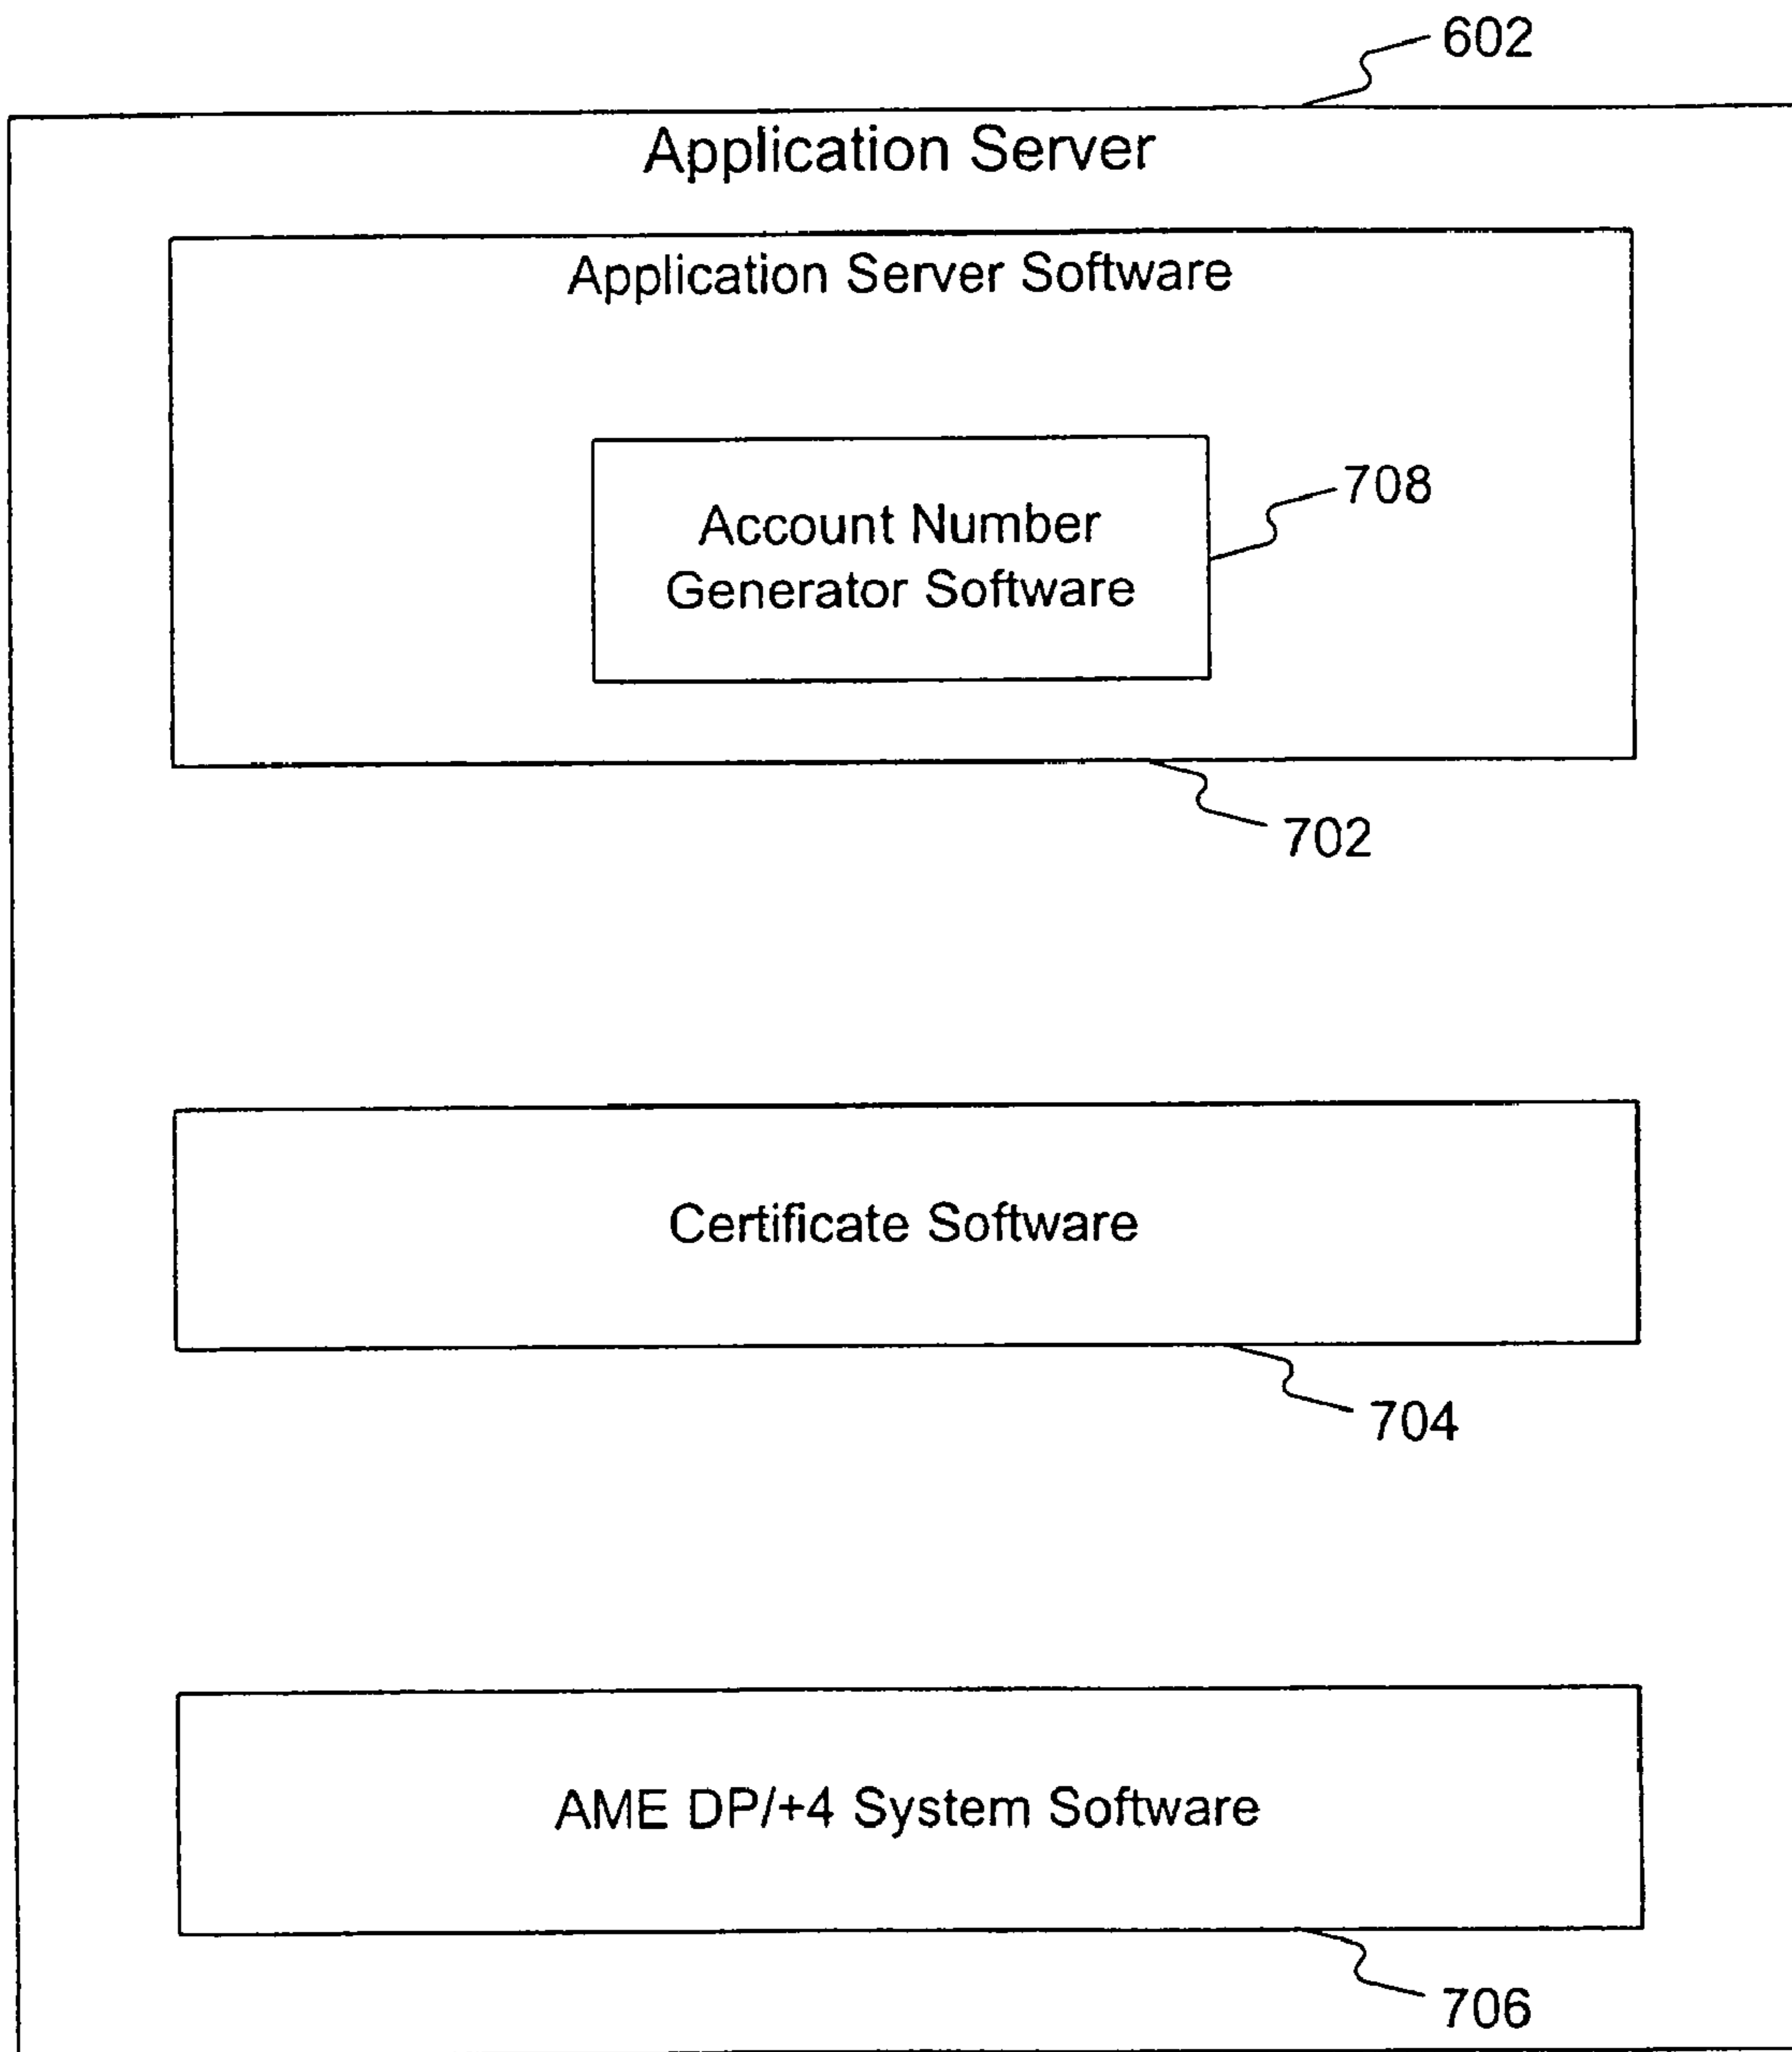 602
Application Server
Application Server Software
Account Number
Generator Software
708
702
Certificate Software
704
AME DP/+4 System Software
706